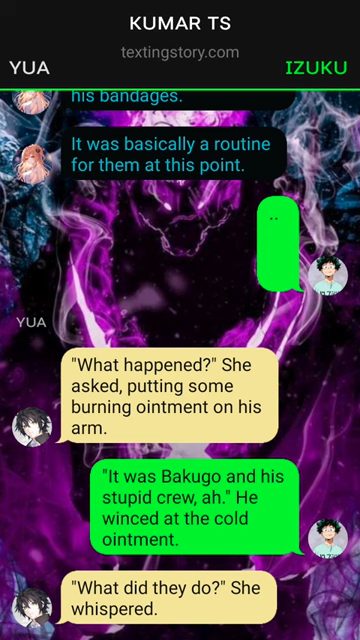 KUMAR TS
textingstory.com
YUA
IZUKU
his bandages.
It was basically a routine
for them at this point.
..
YUA
"What happened?" She
asked, putting some
burning ointment on his
arm.
"It was Bakugo and his
stupid crew, ah." He
winced at the cold
ointment.
"What did they do?" She
whispered.